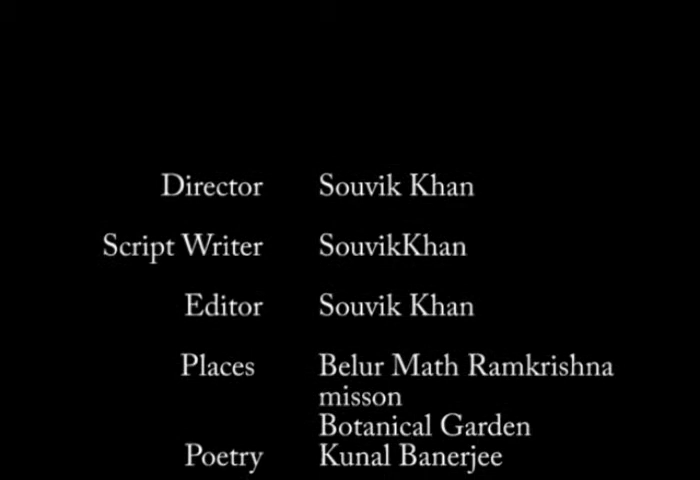 Director Souvik Khan
Script Writer SouvikKhan
Editor Souvik Khan
Places Belur Math Ramkrishna
misson
Botanical Garden
Poetry Kunal Banerjee